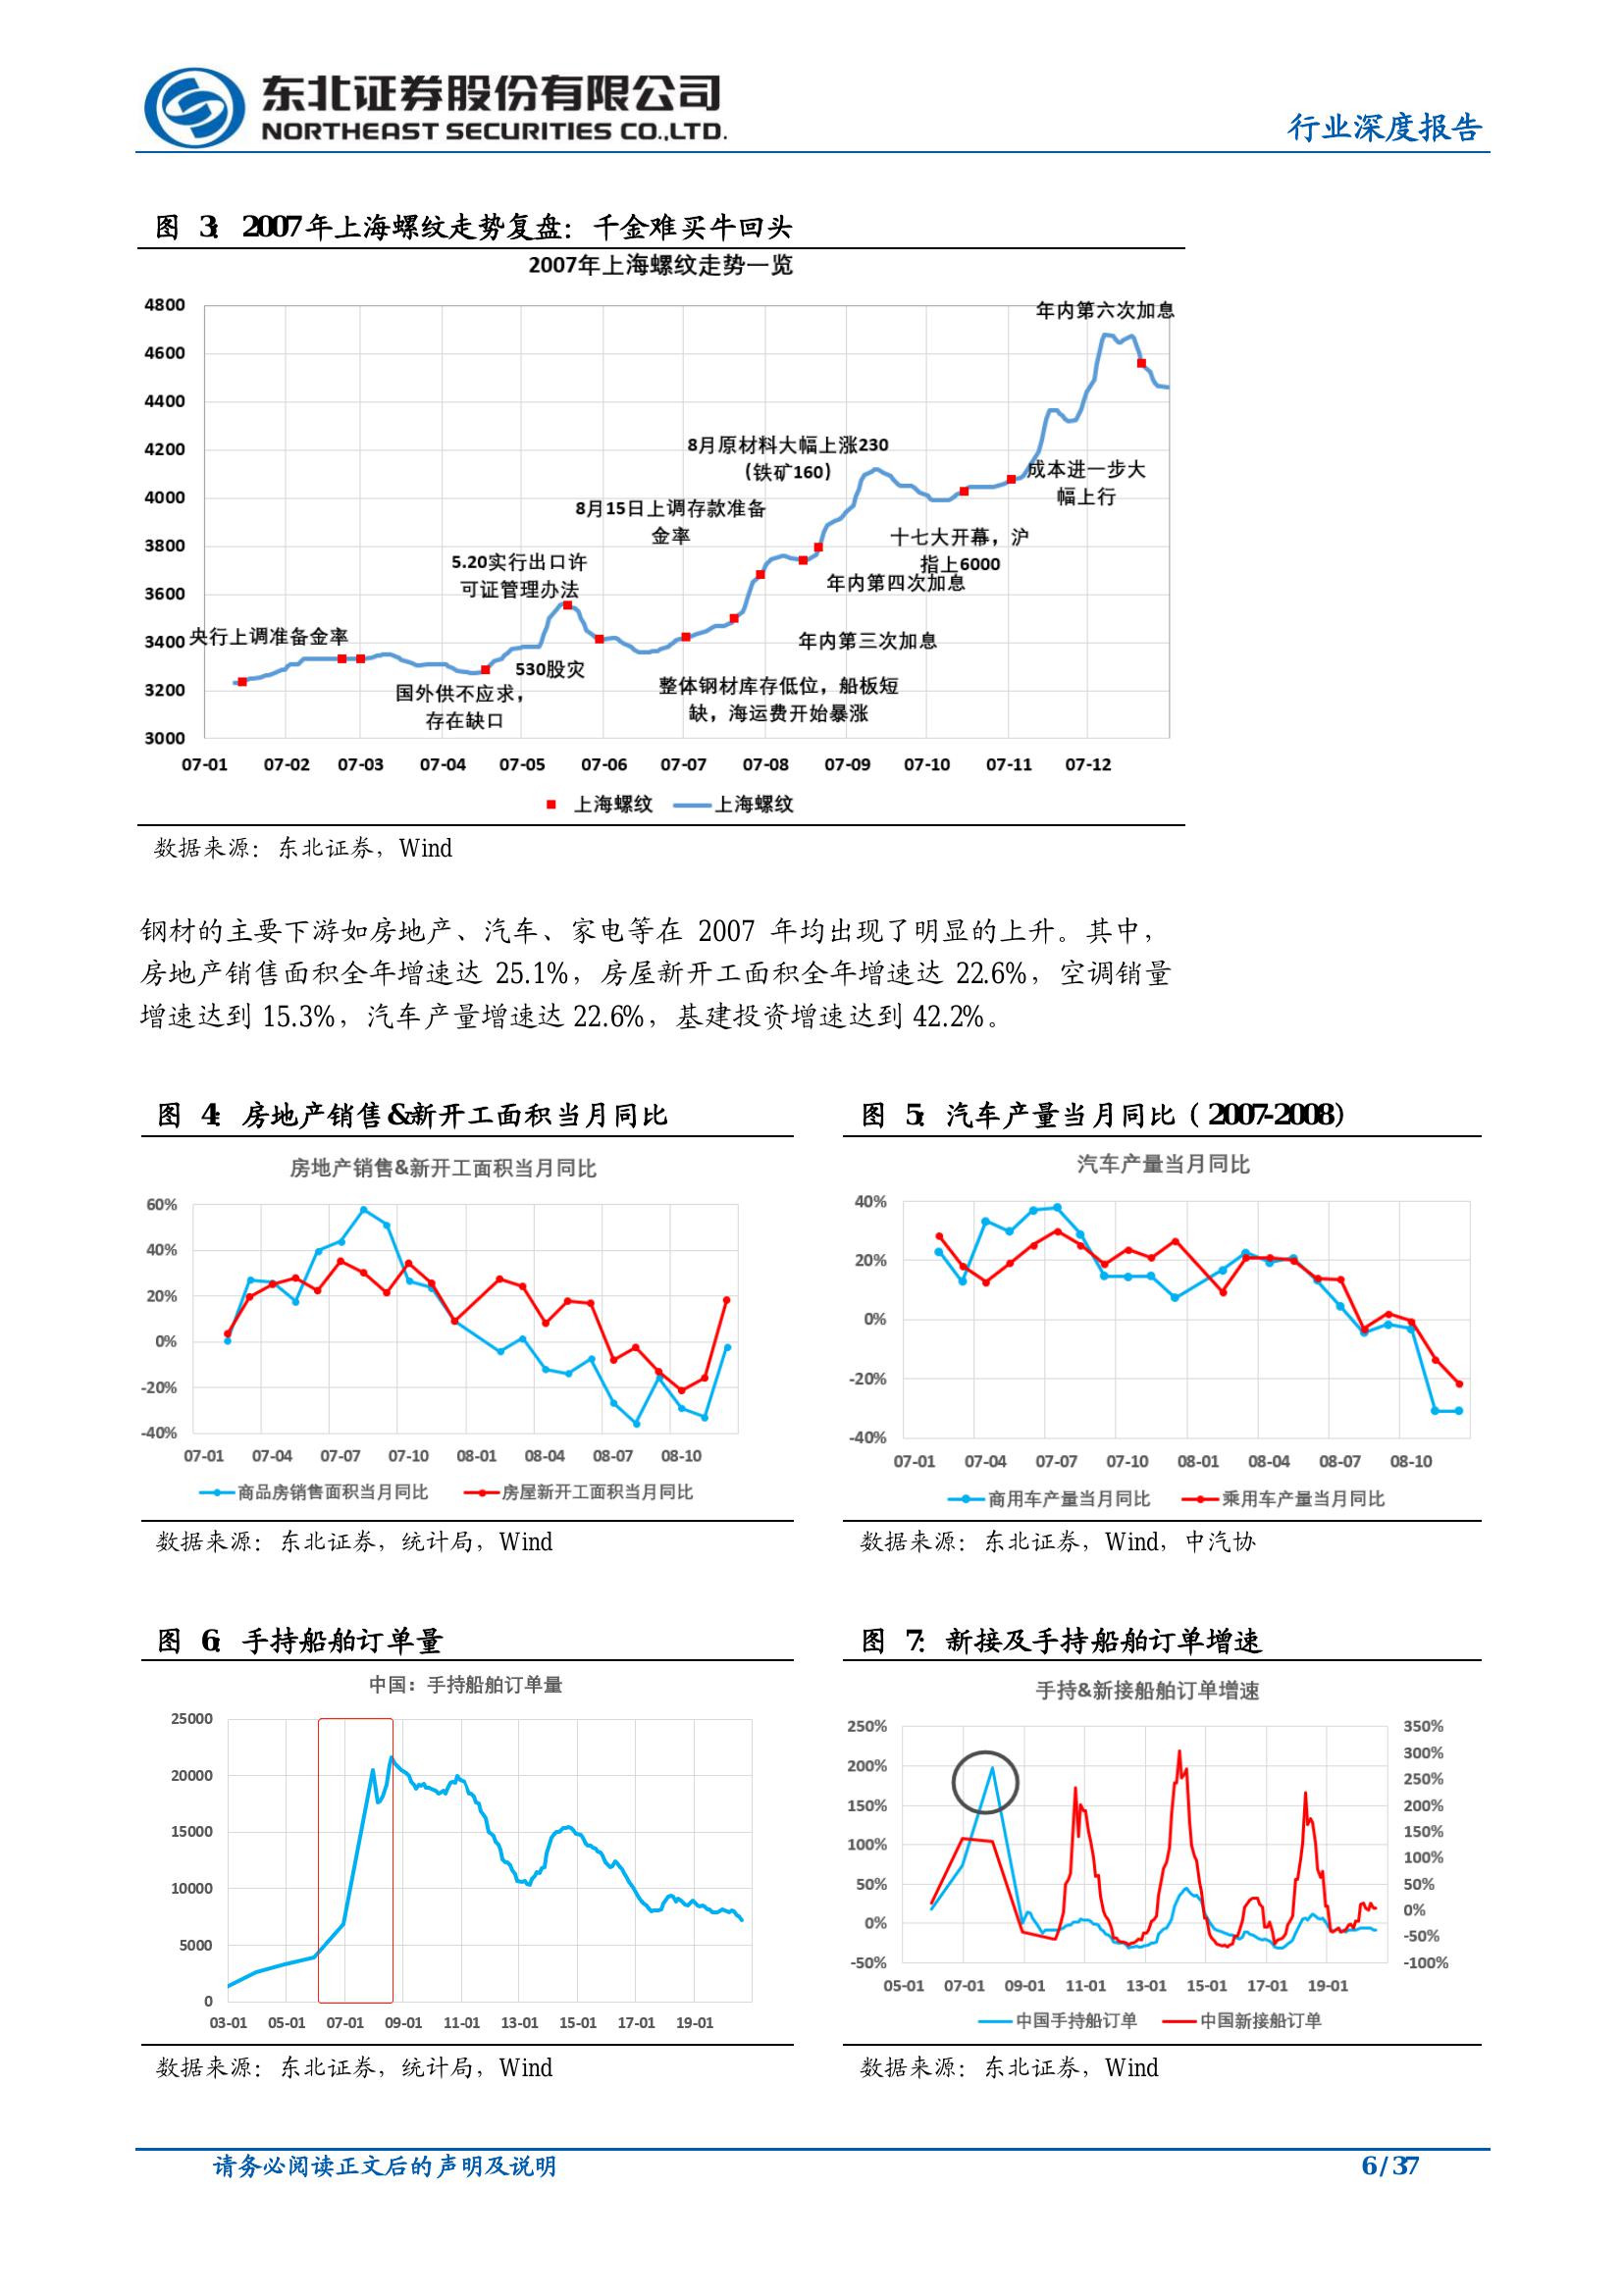 东北证券股份有限公司
NORTHEAST SECURITIES CO.,LTD.
行业深度报告
图 3: 2007年上海螺纹走势复盘：千金难买牛回头
2007年上海螺纹走势一览
4800
4600
4400
4200
4000
3800
3600
3400
3200
3000
年内第六次加息
8月原材料大幅上涨230
（铁矿160）
成本进一步大
幅上行
8月15日上调存款准备
金率
十七大开幕，沪
指上6000
5.20实行出口许
可证管理办法
年内第四次加息
央行上调准备金率
年内第三次加息
530股灾
国外供不应求，
存在缺口
整体钢材库存低位，船板短
缺，海运费开始暴涨
07-01 07-02 07-03 07-04 07-05 07-06 07-07 07-08 07-09 07-10 07-11 07-12
上海螺纹 上海螺纹
数据来源：东北证券，Wind
钢材的主要下游如房地产、汽车、家电等在 2007 年均出现了明显的上升。其中，
房地产销售面积全年增速达 25.1%，房屋新开工面积全年增速达 22.6%，空调销量
增速达到 15.3%，汽车产量增速达 22.6%，基建投资增速达到 42.2%。
图 4: 房地产销售&新开工面积当月同比
房地产销售&新开工面积当月同比
60%
40%
20%
0%
-20%
-40%
07-01 07-04 07-07 07-10 08-01 08-04 08-07 08-10
商品房销售面积当月同比 房屋新开工面积当月同比
数据来源：东北证券，统计局，Wind
图 5: 汽车产量当月同比（2007-2008）
汽车产量当月同比
40%
20%
0%
-20%
-40%
07-01 07-04 07-07 07-10 08-01 08-04 08-07 08-10
商用车产量当月同比 乘用车产量当月同比
数据来源：东北证券，Wind，中汽协
图 6: 手持船舶订单量
中国：手持船舶订单量
25000
20000
15000
10000
5000
0
03-01 05-01 07-01 09-01 11-01 13-01 15-01 17-01 19-01
数据来源：东北证券，统计局，Wind
图 7: 新接及手持船舶订单增速
手持&新接船舶订单增速
250% 350%
200% 300%
150% 250%
100% 200%
50% 150%
0% 100%
-50% 50%
0%
-50%
-100%
05-01 07-01 09-01 11-01 13-01 15-01 17-01 19-01
中国手持船订单 中国新接船订单
数据来源：东北证券，Wind
请务必阅读正文后的声明及说明
6 / 37